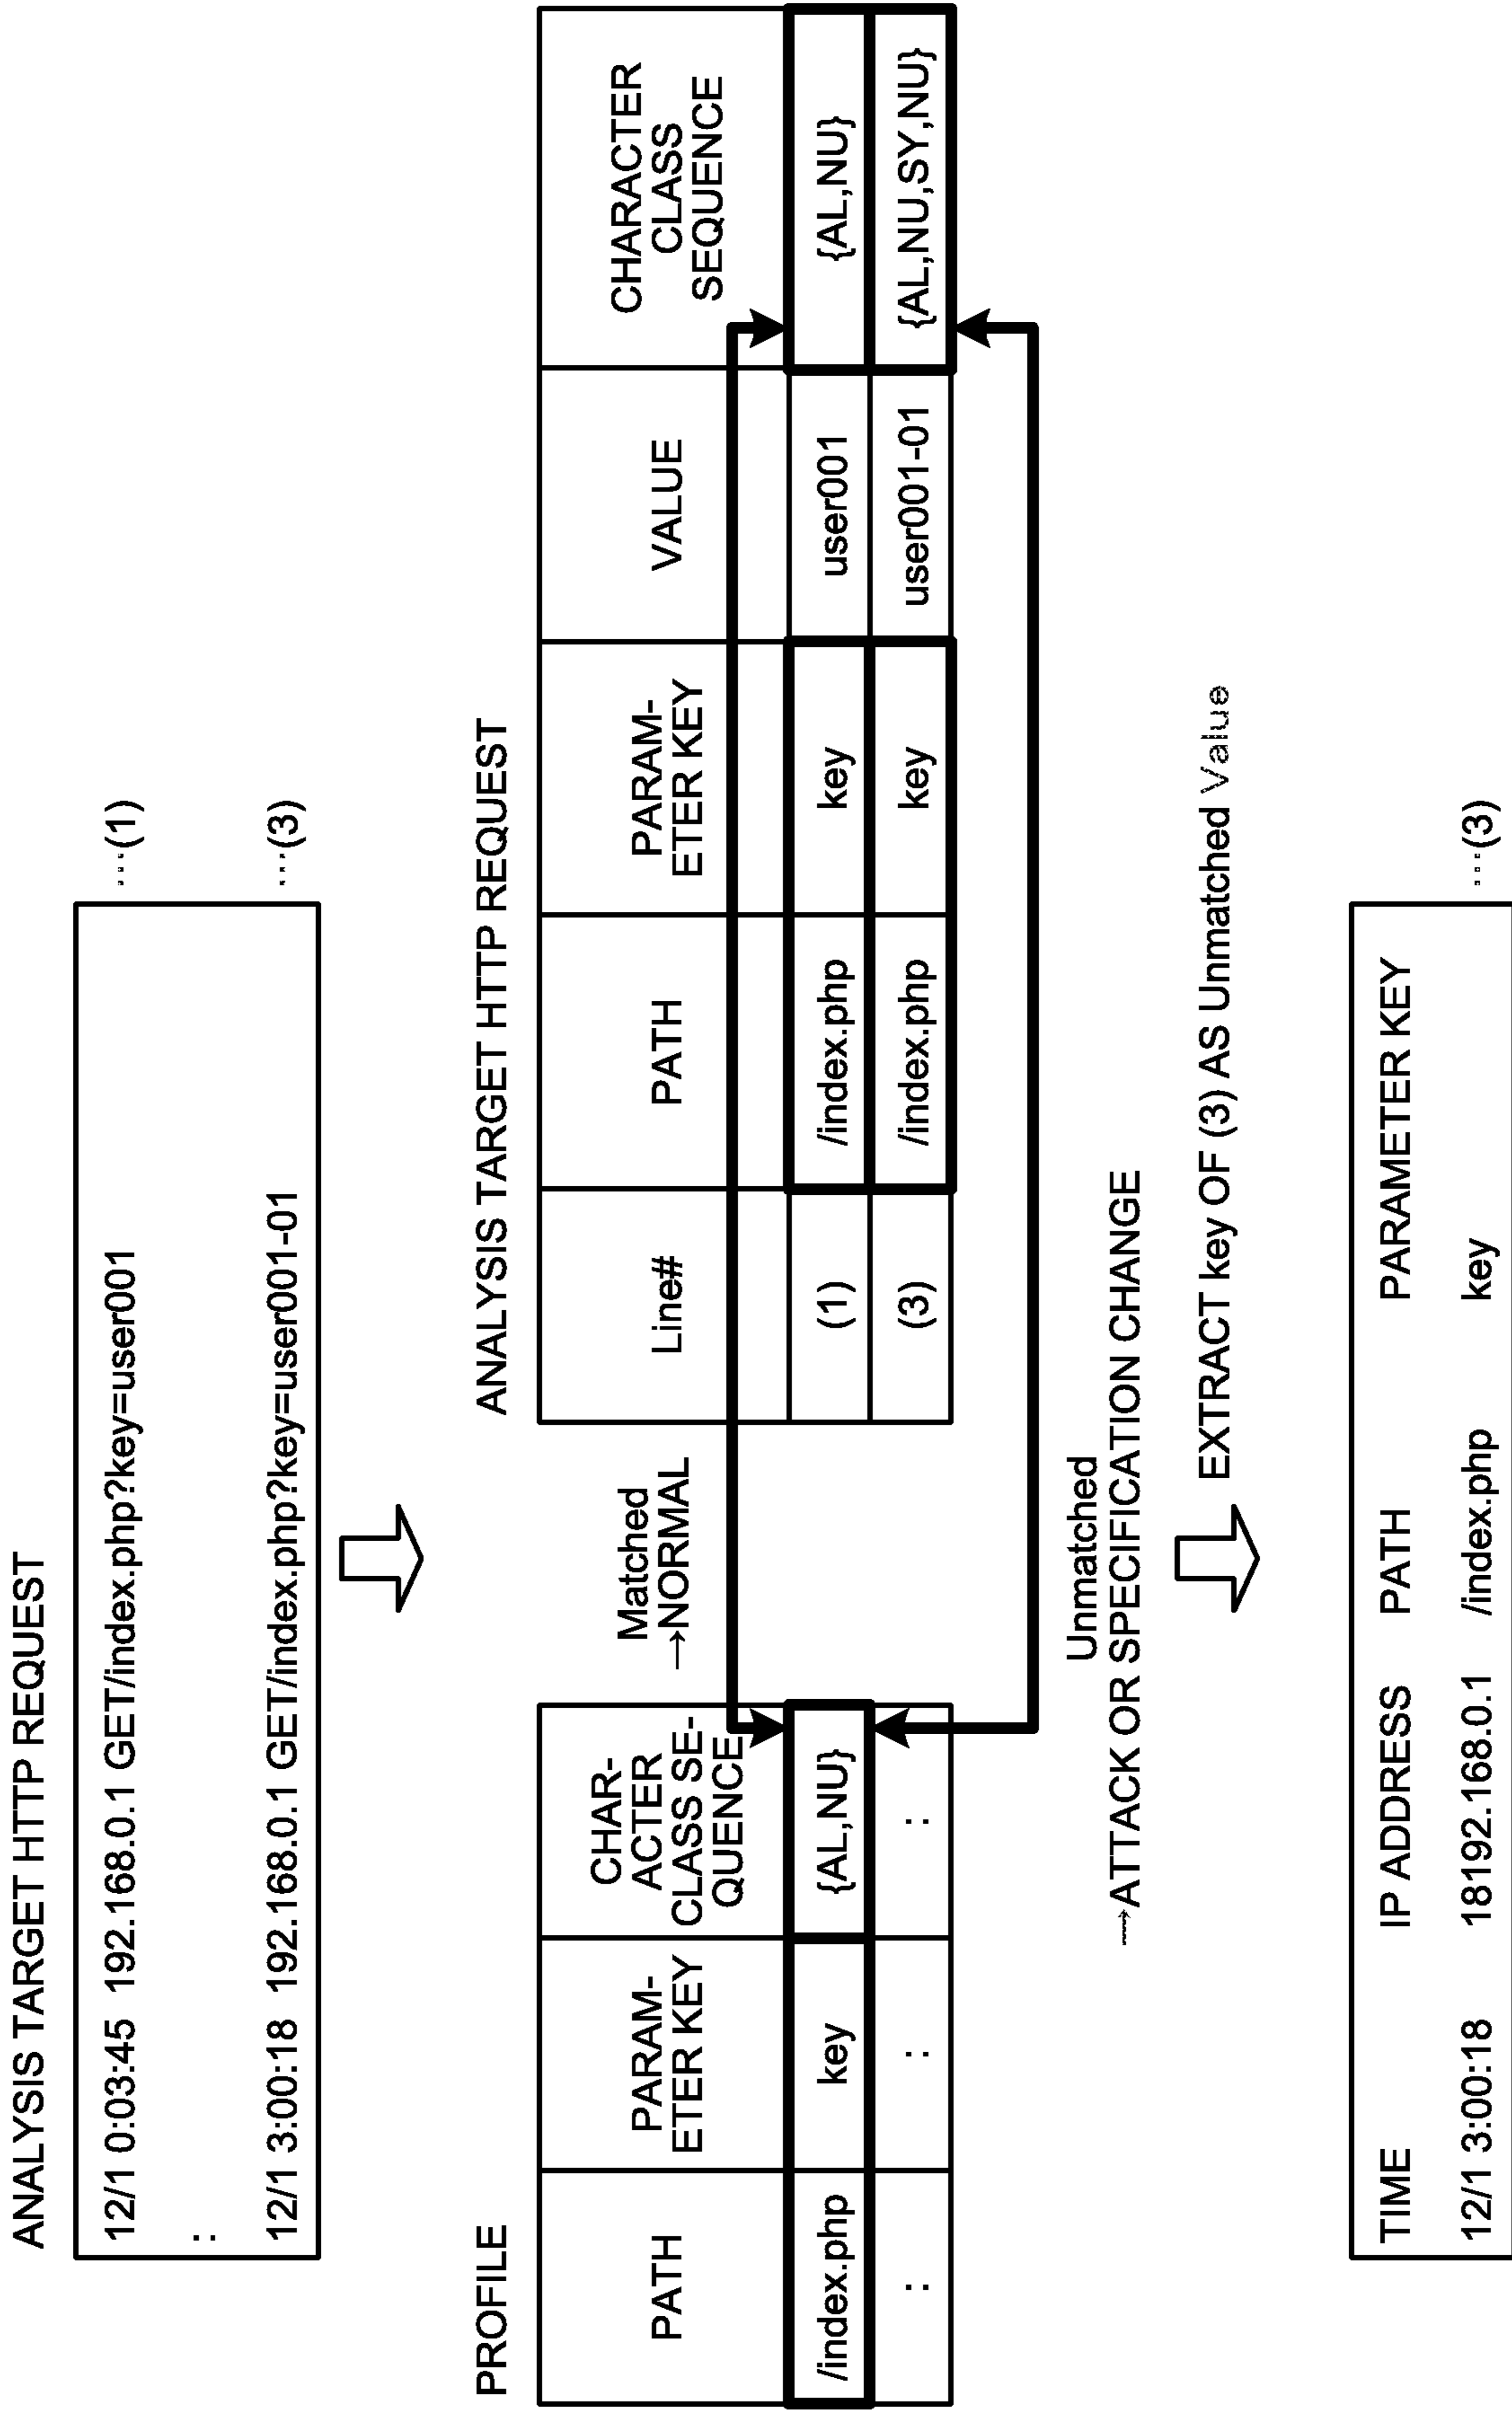 ANALYSIS TARGET HTTP REQUEST
12/1 0:03:45 192.168.0.1 GET/index.php?key=user001 …(1)
:
12/1 3:00:18 192.168.0.1 GET/index.php?key=user001-01 …(3)
PROFILE
PATH
PARAM-
ETER KEY
CHAR-
ACTER
CLASS SE-
QUENCE
/index.php key {AL,NU}
: : :
Matched
→NORMAL
ANALYSIS TARGET HTTP REQUEST
Line#
PATH
PARAM-
ETER KEY
VALUE
CHARACTER
CLASS
SEQUENCE
(1) /index.php key user001 {AL,NU}
(3) /index.php key user001-01 {AL,NU,SY,NU}
Unmatched
→ATTACK OR SPECIFICATION CHANGE
EXTRACT key OF (3) AS Unmatched Value
TIME IP ADDRESS PATH PARAMETER KEY
12/1 3:00:18 18192.168.0.1 /index.php key …(3)